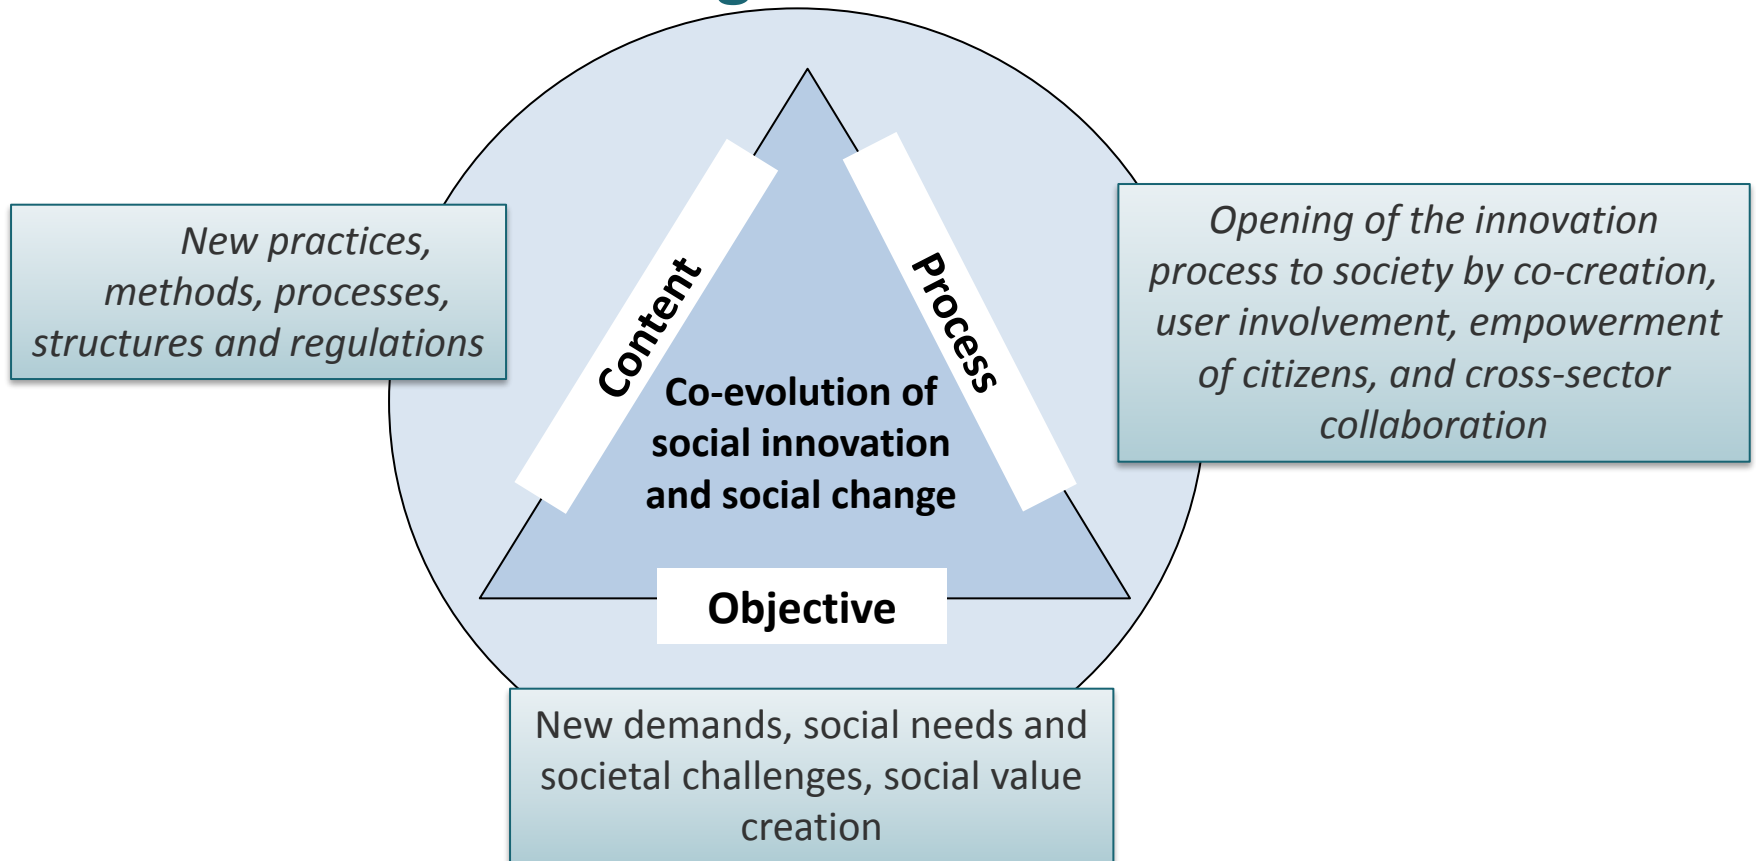 New practices,
methods, processes,
structures and regulations
Content
Process
Opening of the innovation
process to society by co-creation,
user involvement, empowerment
of citizens, and cross-sector
collaboration
Co-evolution of
social innovation
and social change
Objective
New demands, social needs and
societal challenges, social value
creation